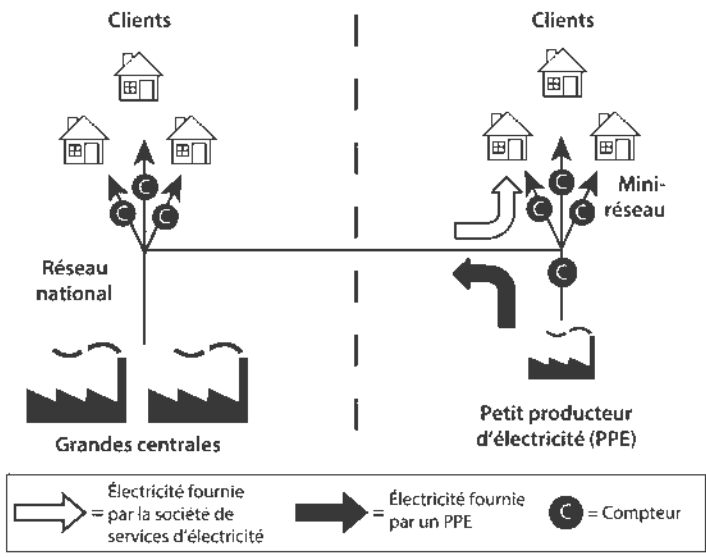 Clients
Clients
C
C
C
C
C
C
Mini-
réseau
Réseau
national
C
Grandes centrales
Petit producteur
d'électricité (PPE)
Électricité fournie
= par la société de
services d'électricité
= Électricité fournie
par un PPE
C = Compteur